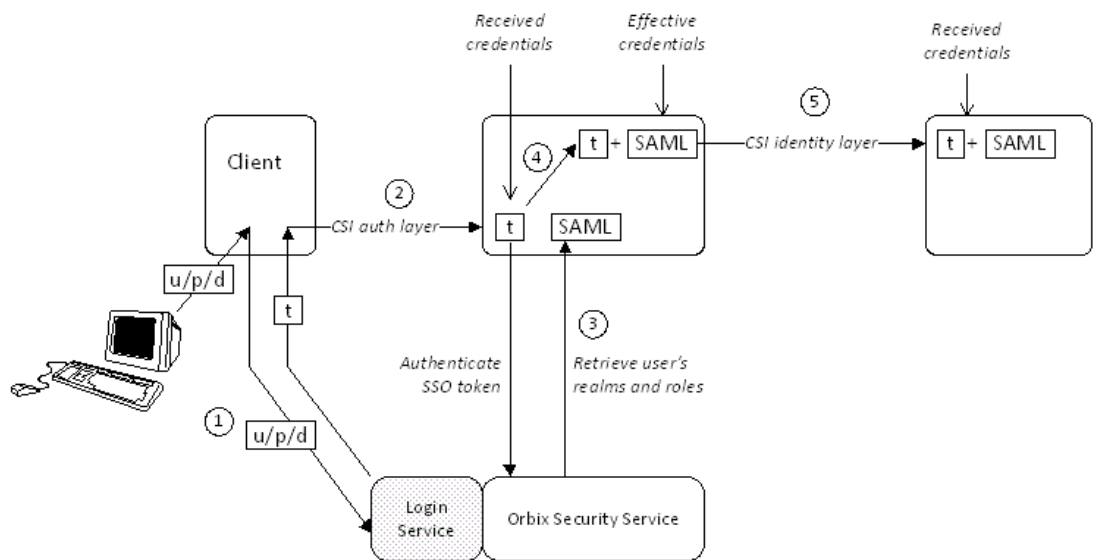 Received
credentials
Effective
credentials
Received
credentials
5
t + SAML
CSI identity layer
t + SAML
4
Client
2
CSI auth layer
t
SAML
u/p/d
t
3
Authenticate
SSO token
Retrieve user's
realms and roles
1
u/p/d
Login
Service
Orbix Security Service